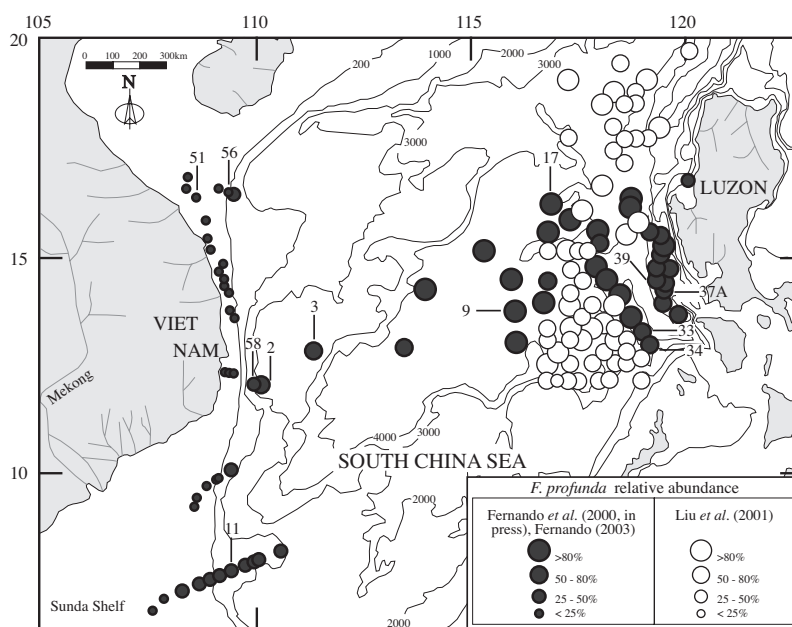 105 110 115 120
20
0 100 200 300km
N
200 1000 2000 3000
3000
51 56 17
LUZON
15
39
37A
3
9
33
34
VIET
NAM
58 2
Mekong
4000
3000
10
SOUTH CHINA SEA
2000
11
Sunda Shelf
2000
F. profunda relative abundance
Fernando et al. (2000, in
press), Fernando (2003)
>80%
50 - 80%
25 - 50%
< 25%
Liu et al. (2001)
>80%
50 - 80%
25 - 50%
< 25%